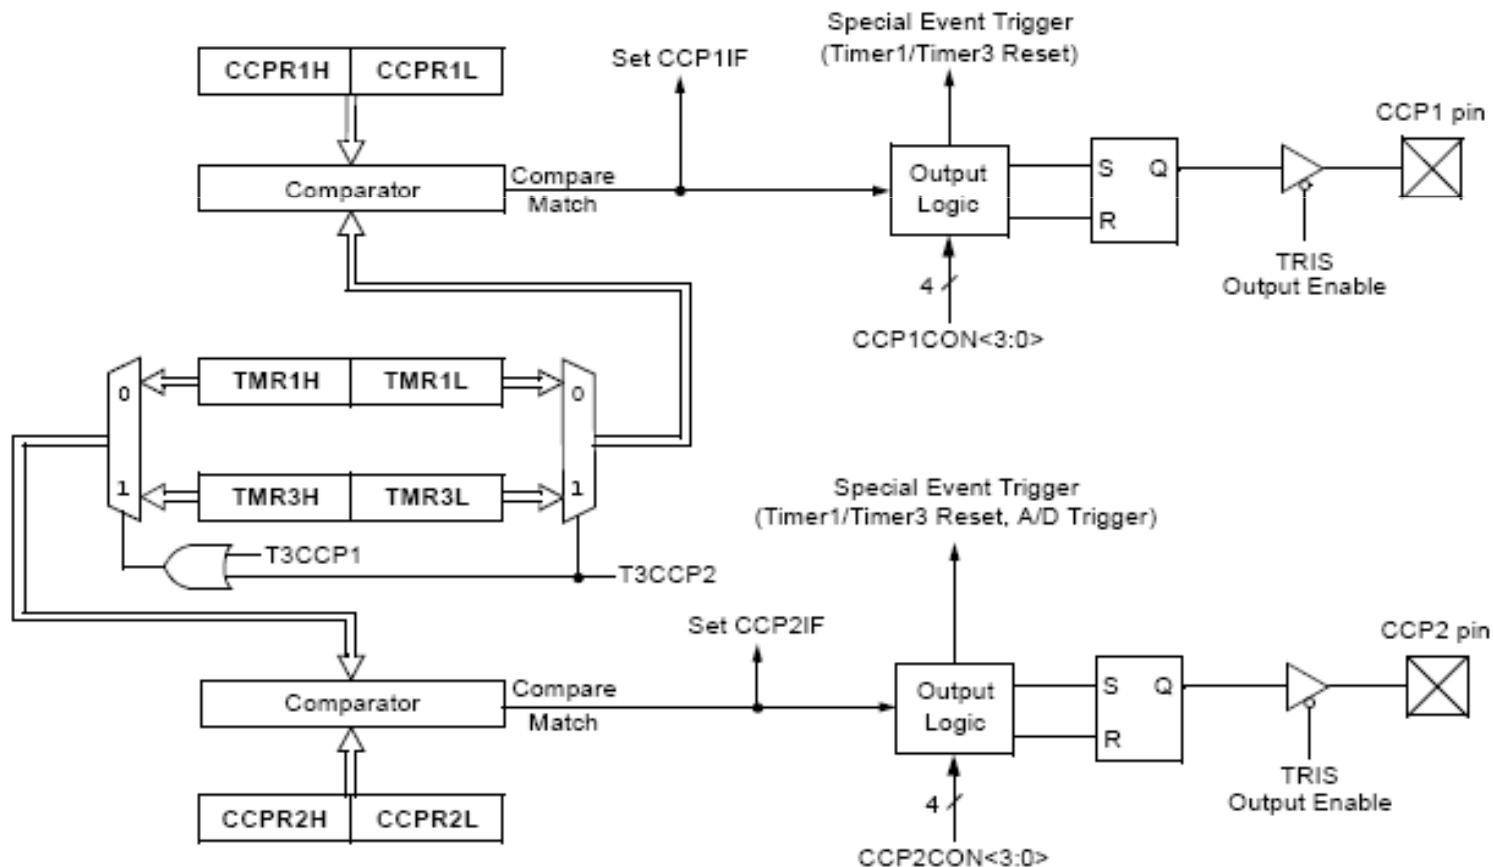 Special Event Trigger
(Timer1/Timer3 Reset)
CCPR1H CCPR1L
Set CCP1IF
CCP1 pin
Comparator
Compare
Match
Output
Logic
S Q
R
TRIS
Output Enable
4
CCP1CON<3:0>
0 TMR1H TMR1L 0
1 TMR3H TMR3L 1
Special Event Trigger
(Timer1/Timer3 Reset, A/D Trigger)
T3CCP1
T3CCP2
Set CCP2IF
CCP2 pin
Comparator
Compare
Match
Output
Logic
S Q
R
TRIS
Output Enable
CCPR2H CCPR2L
4
CCP2CON<3:0>